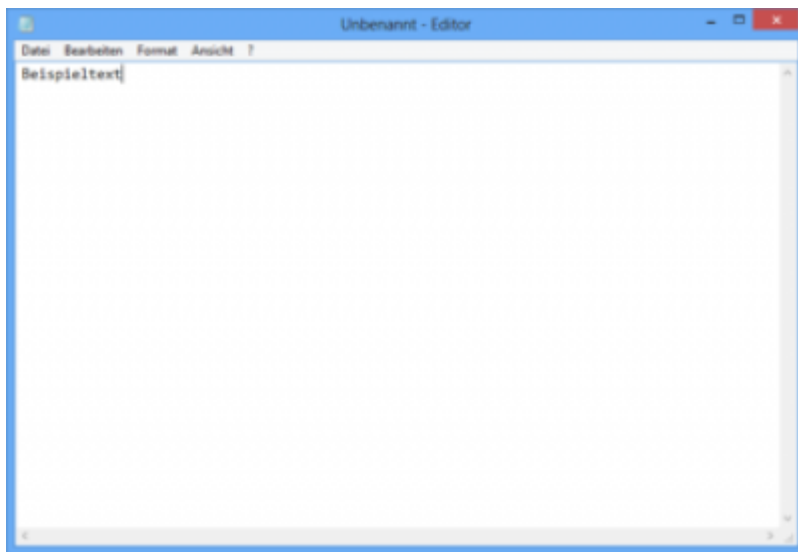 Unbenannt - Editor
Datei Bearbeiten Format Ansicht ?
Beispieltext